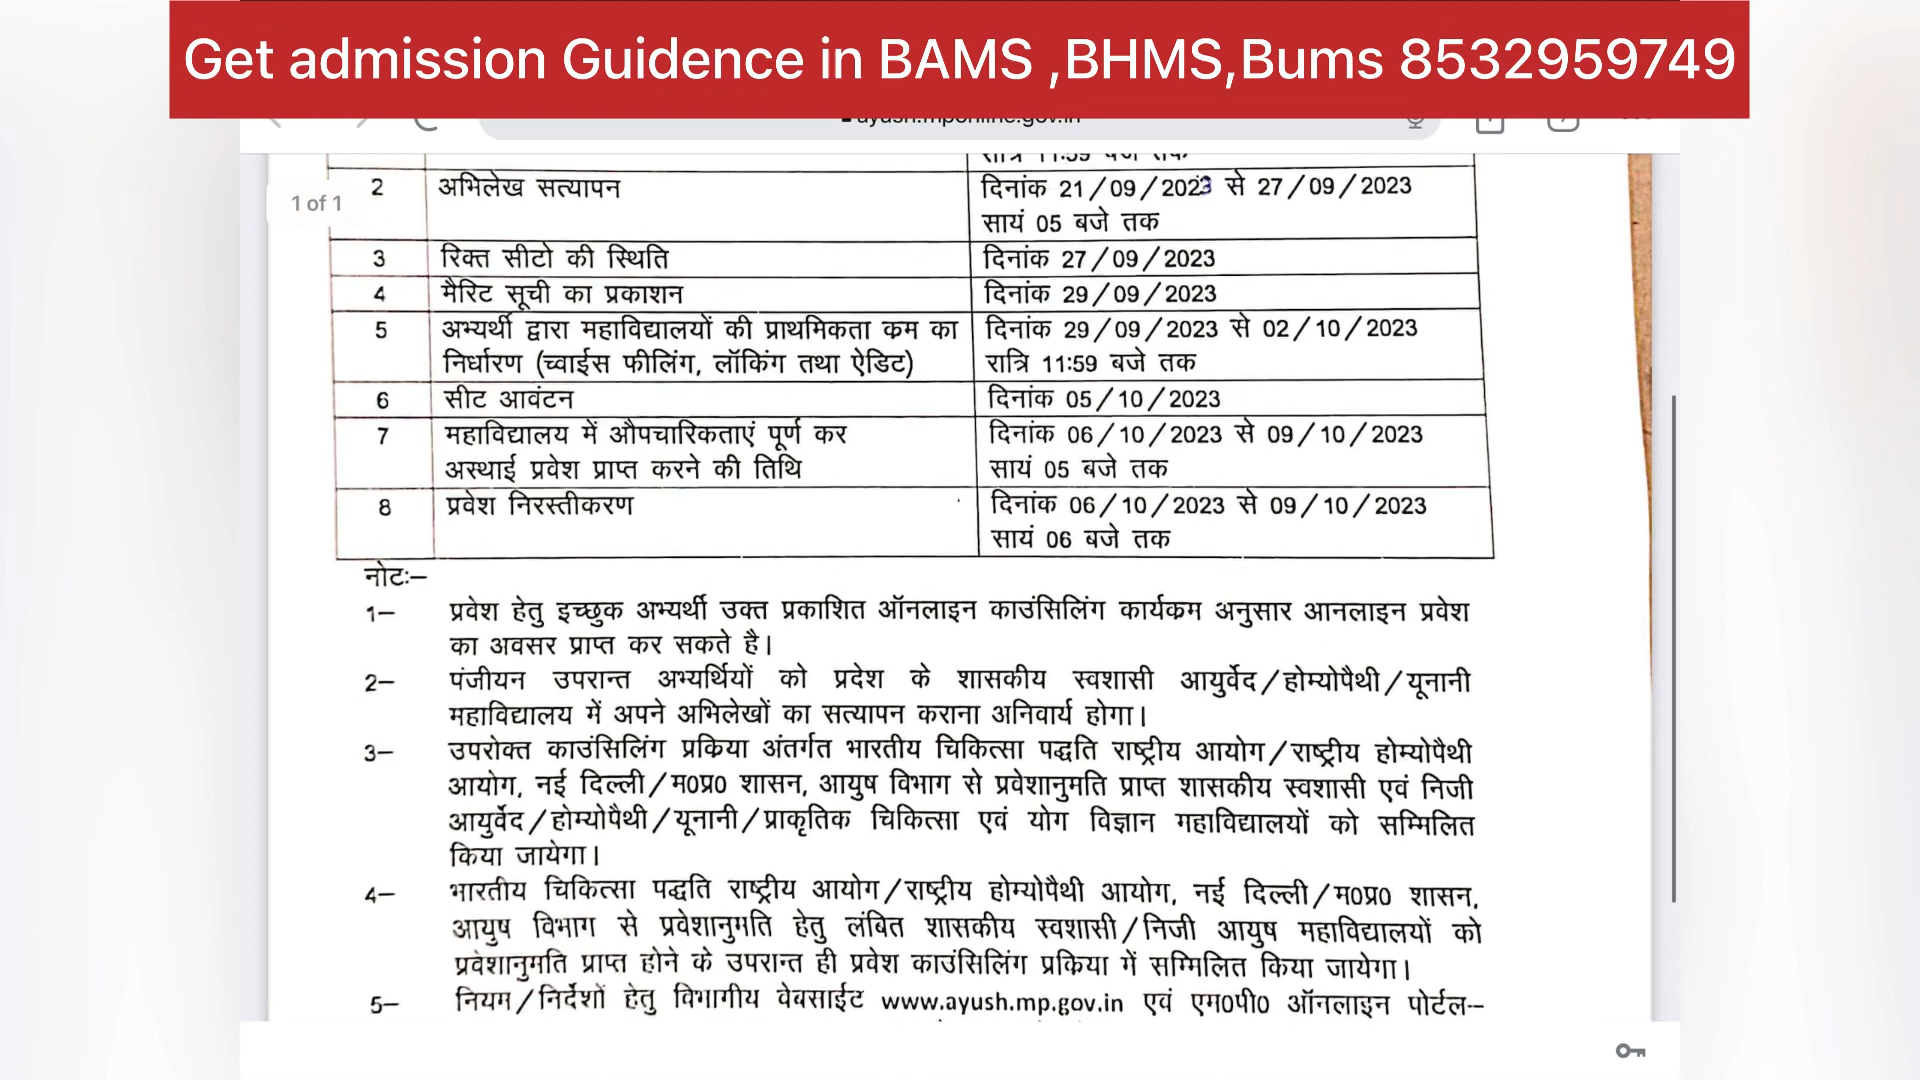 Get admission Guidence in BAMS ,BHMS,Bums 8532959749
ayush.mponline.gov.in
रात्रि 11:59 बजे तक
1 of 1
2 अभिलेख सत्यापन दिनांक 21/09/2023 से 27/09/2023
सायं 05 बजे तक
3 रिक्त सीटो की स्थिति दिनांक 27/09/2023
4 मैरिट सूची का प्रकाशन दिनांक 29/09/2023
5 अभ्यर्थी द्वारा महाविद्यालयों की प्राथमिकता क्रम का दिनांक 29/09/2023 से 02/10/2023
निर्धारण (च्वाईस फीलिंग, लॉकिंग तथा ऐडिट) रात्रि 11:59 बजे तक
6 सीट आवंटन दिनांक 05/10/2023
7 महाविद्यालय में औपचारिकताएं पूर्ण कर दिनांक 06/10/2023 से 09/10/2023
अस्थाई प्रवेश प्राप्त करने की तिथि सायं 05 बजे तक
8 प्रवेश निरस्तीकरण दिनांक 06/10/2023 से 09/10/2023
सायं 06 बजे तक
नोटः–
1– प्रवेश हेतु इच्छुक अभ्यर्थी उक्त प्रकाशित ऑनलाइन काउंसिलिंग कार्यक्रम अनुसार आनलाइन प्रवेश
का अवसर प्राप्त कर सकते है।
2– पंजीयन उपरान्त अभ्यर्थियों को प्रदेश के शासकीय स्वशासी आयुर्वेद/होम्योपैथी/यूनानी
महाविद्यालय में अपने अभिलेखों का सत्यापन कराना अनिवार्य होगा।
3– उपरोक्त काउंसिलिंग प्रक्रिया अंतर्गत भारतीय चिकित्सा पद्धति राष्ट्रीय आयोग/राष्ट्रीय होम्योपैथी
आयोग, नई दिल्ली/म0प्र0 शासन, आयुष विभाग से प्रवेशानुमति प्राप्त शासकीय स्वशासी एवं निजी
आयुर्वेद/होम्योपैथी/यूनानी/प्राकृतिक चिकित्सा एवं योग विज्ञान महाविद्यालयों को सम्मिलित
किया जायेगा।
4– भारतीय चिकित्सा पद्धति राष्ट्रीय आयोग/राष्ट्रीय होम्योपैथी आयोग, नई दिल्ली/म0प्र0 शासन,
आयुष विभाग से प्रवेशानुमति हेतु लंबित शासकीय स्वशासी/निजी आयुष महाविद्यालयों को
प्रवेशानुमति प्राप्त होने के उपरान्त ही प्रवेश काउंसिलिंग प्रक्रिया में सम्मिलित किया जायेगा।
5– नियम/निर्देशों हेतु विभागीय वेबसाईट www.ayush.mp.gov.in एवं एम0पी0 ऑनलाइन पोर्टल–